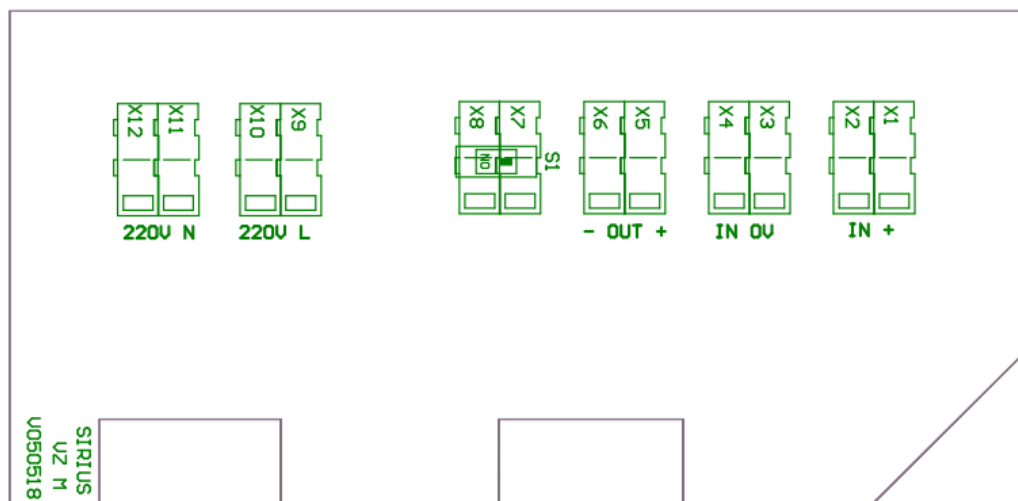 X12 X11 X10 X9 X8 X7 X6 X5 X4 X3 X2 X1
NO S1
220V N 220V L - OUT + IN 0V IN +
SIRIUS
V2 M
V050518